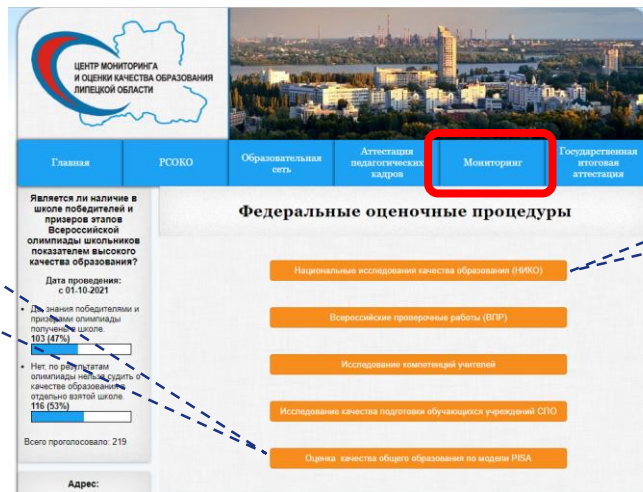 ЦЕНТР МОНИТОРИНГА
И ОЦЕНКИ КАЧЕСТВА ОБРАЗОВАНИЯ
ЛИПЕЦКОЙ ОБЛАСТИ
Главная
РСОКО
Образовательная
сеть
Аттестация
педагогических
кадров
Мониторинг
Государственная
итоговая
аттестация
Является ли наличие в
школе победителей и
призеров этапов
Всероссийской
олимпиады школьников
показателем высокого
качества образования?
Дата проведения:
с 01-10-2021
Да, знания победителями и
призерами олимпиады
получены в школе.
103 (47%)
Нет, по результатам
олимпиады нельзя судить о
качестве образования в
отдельно взятой школе.
116 (53%)
Всего проголосовало: 219
Адрес:
Федеральные оценочные процедуры
Национальные исследования качества образования (НИКО)
Всероссийские проверочные работы (ВПР)
Исследование компетенций учителей
Исследование качества подготовки обучающихся учреждений СПО
Оценка качества общего образования по модели PISA